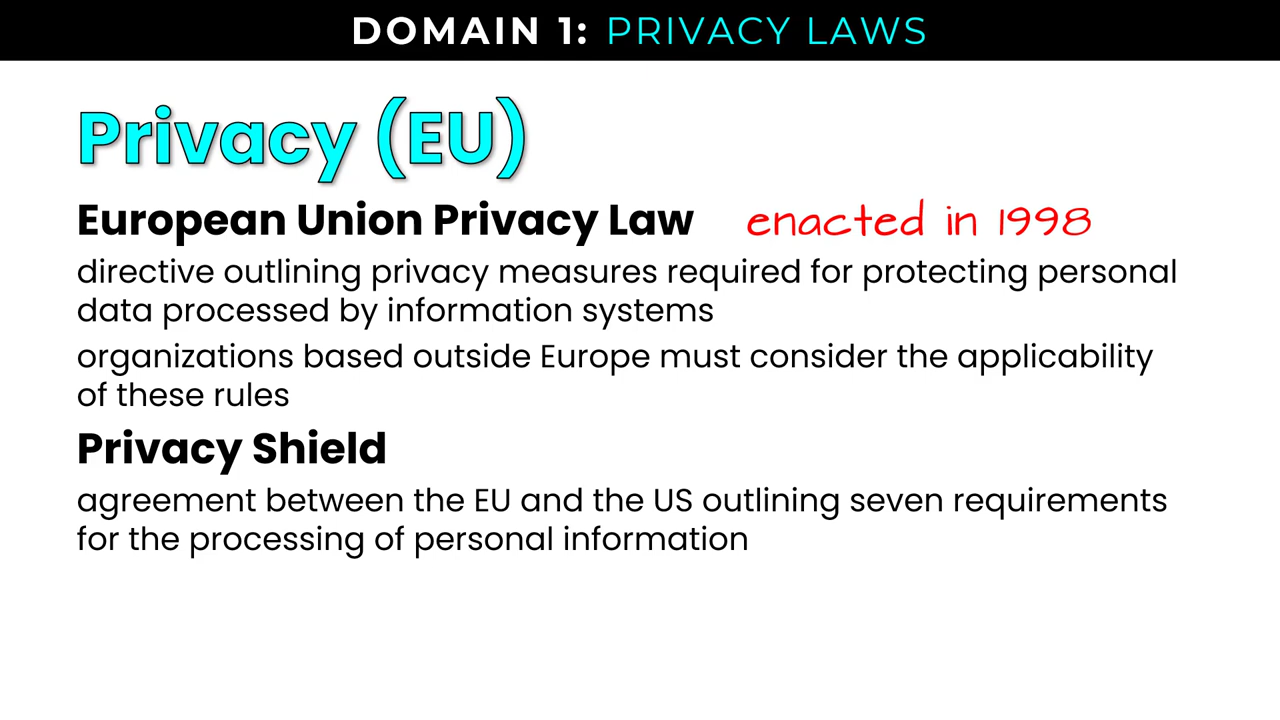 DOMAIN 1: PRIVACY LAWS
Privacy (EU)
European Union Privacy Law enacted in 1998
directive outlining privacy measures required for protecting personal
data processed by information systems
organizations based outside Europe must consider the applicability
of these rules
Privacy Shield
agreement between the EU and the US outlining seven requirements
for the processing of personal information